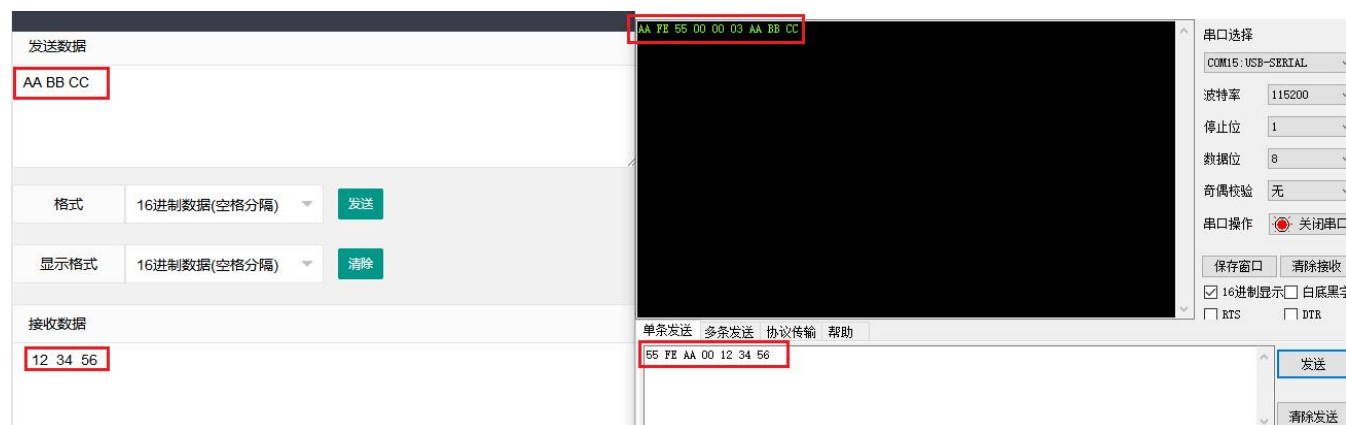 发送数据
AA BB CC
格式
16进制数据(空格分隔)
发送
显示格式
16进制数据(空格分隔)
清除
接收数据
12 34 56
AA FE 55 00 00 03 AA BB CC
串口选择
COM15:USB-SERIAL
波特率
115200
停止位
1
数据位
8
奇偶校验
无
串口操作
关闭串口
保存窗口
清除接收
16进制显示
白底黑字
RTS
DTR
单条发送
多条发送
协议传输
帮助
55 FE AA 00 12 34 56
发送
清除发送